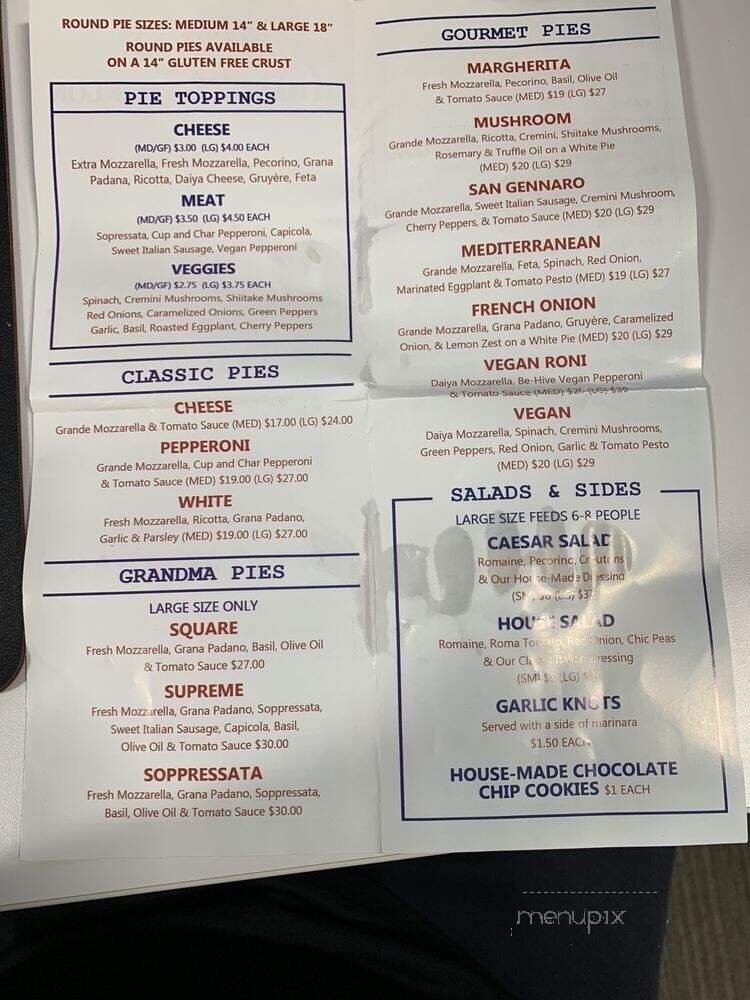 ROUND PIE SIZES: MEDIUM 14" & LARGE 18"
ROUND PIES AVAILABLE
ON A 14" GLUTEN FREE CRUST
PIE TOPPINGS
CHEESE
(MD/GF) $3.00 (LG) $4.00 EACH
Extra Mozzarella, Fresh Mozzarella, Pecorino, Grana
Padana, Ricotta, Daiya Cheese, Gruyère, Feta
MEAT
(MD/GF) $3.50 (LG) $4.50 EACH
Sopressata, Cup and Char Pepperoni, Capicola,
Sweet Italian Sausage, Vegan Pepperoni
VEGGIES
(MD/GF) $2.75 (LG) $3.75 EACH
Spinach, Cremini Mushrooms, Shiitake Mushrooms
Red Onions, Caramelized Onions, Green Peppers
Garlic, Basil, Roasted Eggplant, Cherry Peppers
CLASSIC PIES
CHEESE
Grande Mozzarella & Tomato Sauce (MED) $17.00 (LG) $24.00
PEPPERONI
Grande Mozzarella, Cup and Char Pepperoni
& Tomato Sauce (MED) $19.00 (LG) $27.00
WHITE
Fresh Mozzarella, Ricotta, Grana Padano,
Garlic & Parsley (MED) $19.00 (LG) $27.00
GRANDMA PIES
LARGE SIZE ONLY
SQUARE
Fresh Mozzarella, Grana Padano, Basil, Olive Oil
& Tomato Sauce $27.00
SUPREME
Fresh Mozzarella, Grana Padano, Soppressata,
Sweet Italian Sausage, Capicola, Basil,
Olive Oil & Tomato Sauce $30.00
SOPPRESSATA
Fresh Mozzarella, Grana Padano, Soppressata,
Basil, Olive Oil & Tomato Sauce $30.00
GOURMET PIES
MARGHERITA
Fresh Mozzarella, Pecorino, Basil, Olive Oil
& Tomato Sauce (MED) $19 (LG) $27
MUSHROOM
Grande Mozzarella, Ricotta, Cremini, Shiitake Mushrooms,
Rosemary & Truffle Oil on a White Pie
(MED) $20 (LG) $29
SAN GENNARO
Grande Mozzarella, Sweet Italian Sausage, Cremini Mushroom,
Cherry Peppers, & Tomato Sauce (MED) $20 (LG) $29
MEDITERRANEAN
Grande Mozzarella, Feta, Spinach, Red Onion,
Marinated Eggplant & Tomato Pesto (MED) $19 (LG) $27
FRENCH ONION
Grande Mozzarella, Grana Padano, Gruyère, Caramelized
Onion, & Lemon Zest on a White Pie (MED) $20 (LG) $29
VEGAN RONI
Daiya Mozzarella, Be-Hive Vegan Pepperoni
& Tomato Sauce (MED) $20 (LG) $29
VEGAN
Daiya Mozzarella, Spinach, Cremini Mushrooms,
Green Peppers, Red Onion, Garlic & Tomato Pesto
(MED) $20 (LG) $29
SALADS & SIDES
LARGE SIZE FEEDS 6-8 PEOPLE
CAESAR SALAD
Romaine, Pecorino, Croutons
& Our House-Made Dressing
(SM) (LG)
HOUSE SALAD
Romaine, Roma Tomato, Red Onion, Chic Peas
& Our Classic Italian Dressing
(SM) (LG)
GARLIC KNOTS
Served with a side of marinara
$1.50 EACH
HOUSE-MADE CHOCOLATE
CHIP COOKIES $1 EACH
menupix